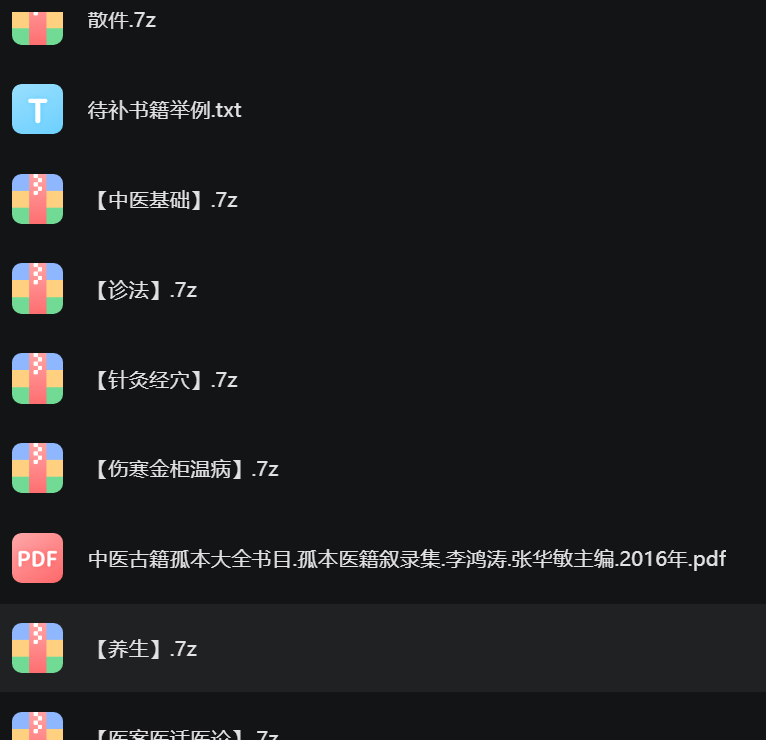 散件.7z
T
待补书籍举例.txt
【中医基础】.7z
【诊法】.7z
【针灸经穴】.7z
【伤寒金柜温病】.7z
PDF
中医古籍孤本大全书目.孤本医籍叙录集.李鸿涛.张华敏主编.2016年.pdf
【养生】.7z
【医案医话医论】.7z